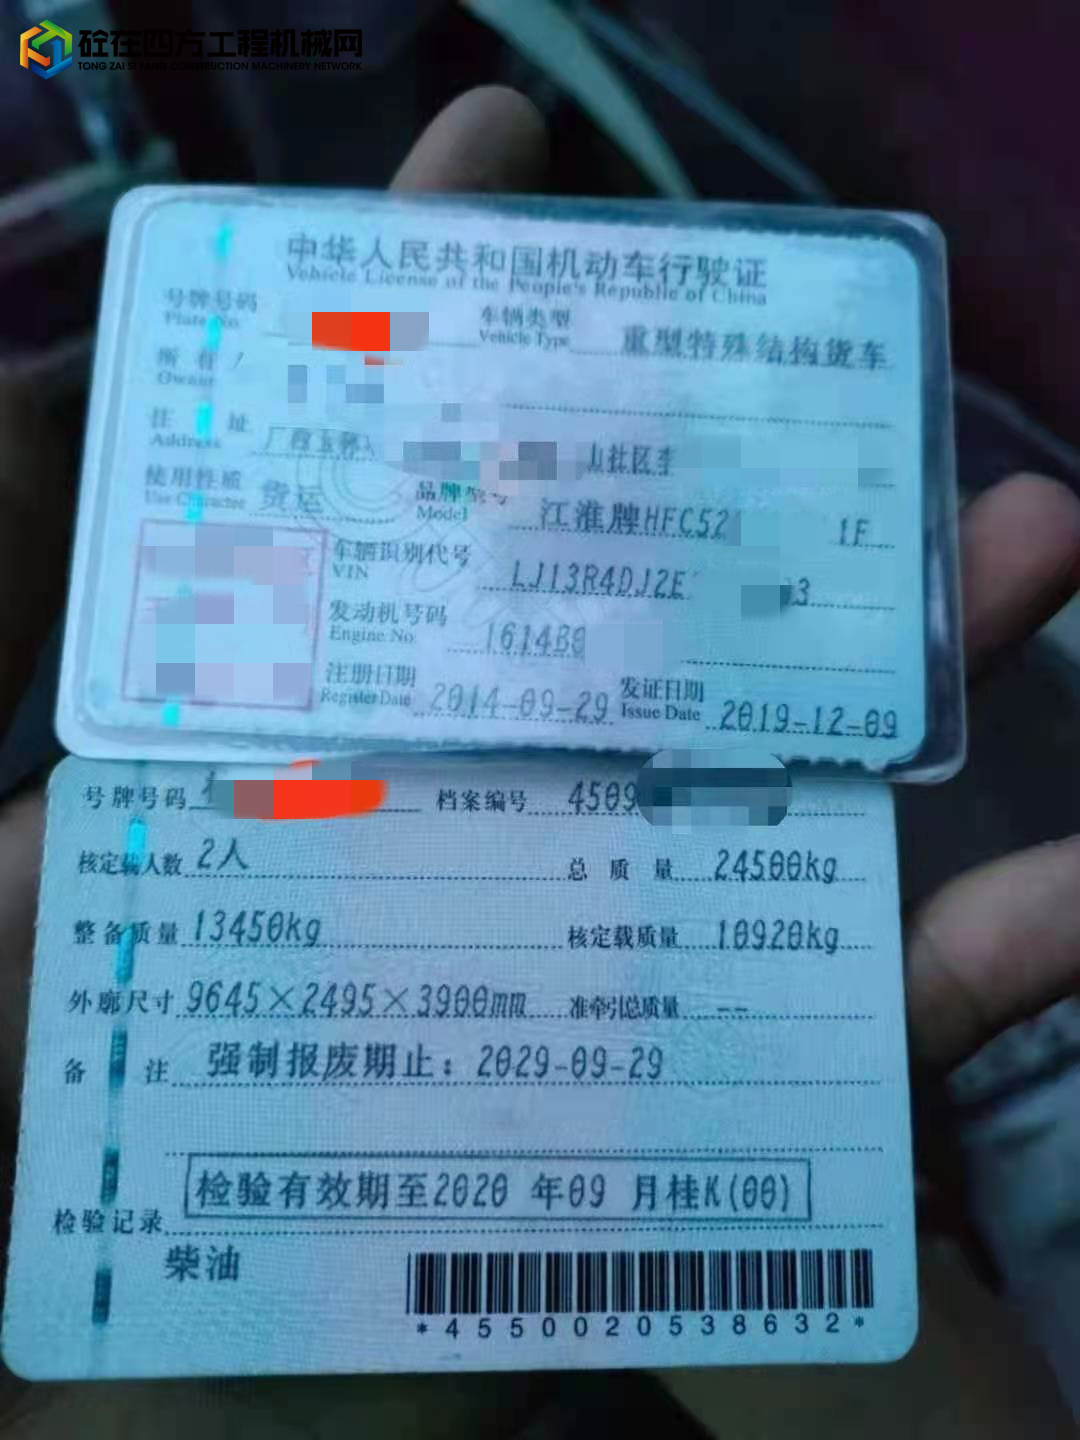 砼在四方工程机械网
TONG ZAI SI FANG CONSTRUCTION MACHINERY NETWORK
中华人民共和国机动车行驶证
Vehicle License of the People's Republic of China
号牌号码
Plate No.
车辆类型 重型特殊结构货车
Vehicle Type
所有
Owner
住 址 广西玉林 山社区李
Address
使用性质 货运 品牌型号 江淮牌HFC52 1F
Use Character Model
车辆识别代号 LJ13R4DJ2E 3
VIN
发动机号码 1614B0
Engine No.
注册日期 2014-09-29 发证日期 2019-12-09
Register Date Issue Date
号牌号码 档案编号 4509
核定载人数 2人 总 质 量 24500kg
整备质量 13450kg 核定载质量 10920kg
外廓尺寸 9645×2495×3900mm 准牵引总质量 --
备 注 强制报废期止：2029-09-29
检验有效期至2020 年09 月桂K(00)
检验记录
柴油
*4550020538632*